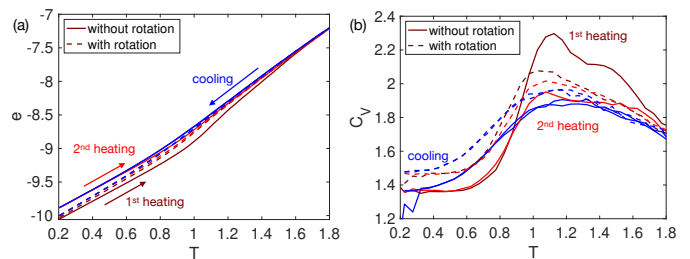 (a)
-7
-7.5
-8
-8.5
-9
-9.5
-10
e
without rotation
with rotation
cooling
2nd heating
1st heating
0.2 0.4 0.6 0.8 1 1.2 1.4 1.6 1.8
T
(b)
2.4
2.2
2
1.8
1.6
1.4
1.2
CV
without rotation
with rotation
1st heating
cooling
2nd heating
0.2 0.4 0.6 0.8 1 1.2 1.4 1.6 1.8
T